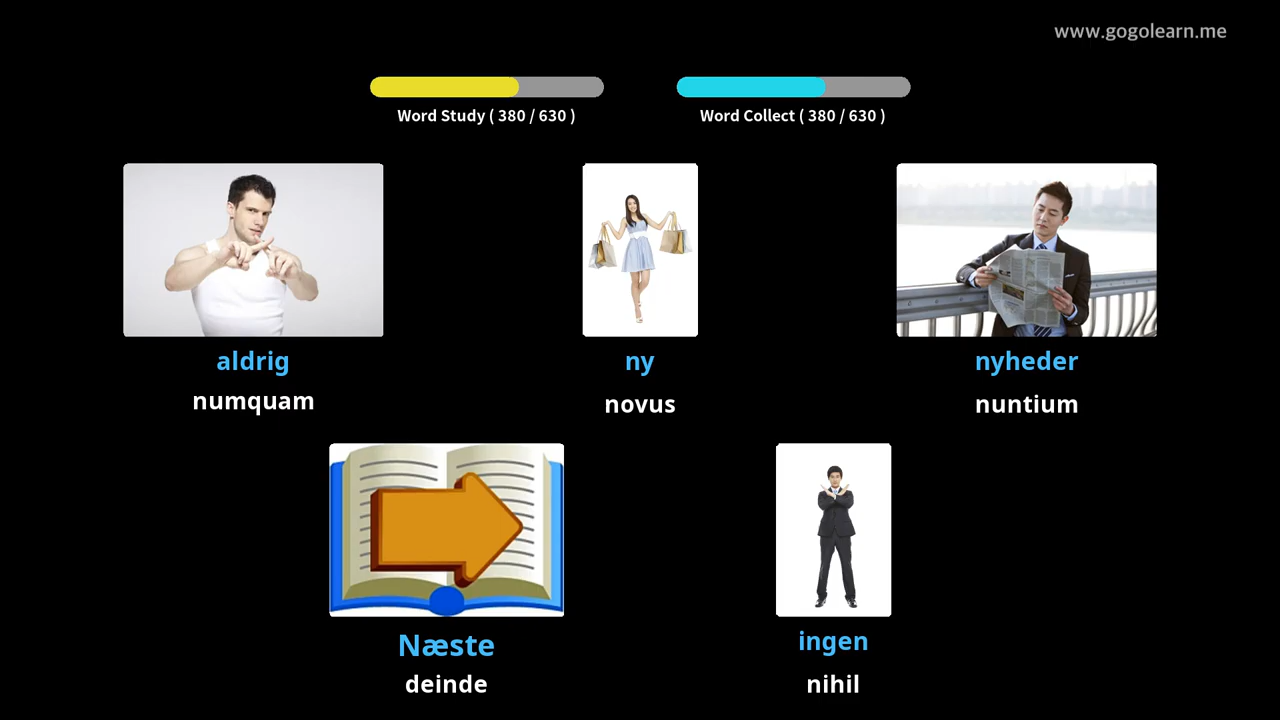 www.gogolearn.me
Word Study ( 380 / 630 )
Word Collect ( 380 / 630 )
aldrig
numquam
ny
novus
nyheder
nuntium
Næste
deinde
ingen
nihil